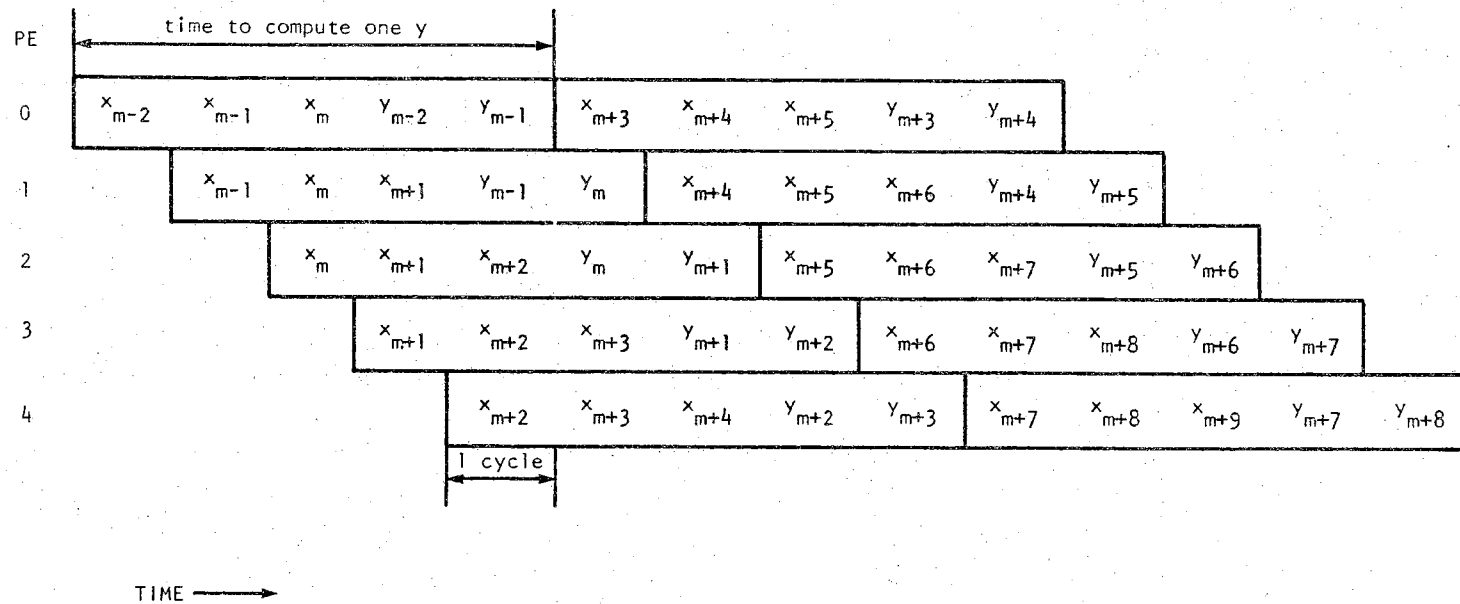 time to compute one y
PE
0 x_{m-2} x_{m-1} x_m y_{m-2} y_{m-1} x_{m+3} x_{m+4} x_{m+5} y_{m+3} y_{m+4}
1 x_{m-1} x_m x_{m+1} y_{m-1} y_m x_{m+4} x_{m+5} x_{m+6} y_{m+4} y_{m+5}
2 x_m x_{m+1} x_{m+2} y_m y_{m+1} x_{m+5} x_{m+6} x_{m+7} y_{m+5} y_{m+6}
3 x_{m+1} x_{m+2} x_{m+3} y_{m+1} y_{m+2} x_{m+6} x_{m+7} x_{m+8} y_{m+6} y_{m+7}
4 x_{m+2} x_{m+3} x_{m+4} y_{m+2} y_{m+3} x_{m+7} x_{m+8} x_{m+9} y_{m+7} y_{m+8}
1 cycle
TIME